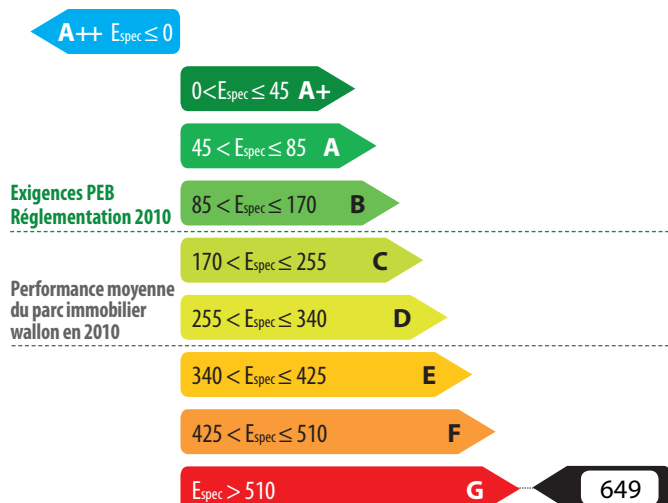 A++ Espec ≤ 0
0<Espec ≤ 45 A+
45 < Espec ≤ 85 A
Exigences PEB
Réglementation 2010
85 < Espec ≤ 170 B
170 < Espec ≤ 255 C
Performance moyenne
du parc immobilier
wallon en 2010
255 < Espec ≤ 340 D
340 < Espec ≤ 425 E
425 < Espec ≤ 510 F
Espec > 510 G 649